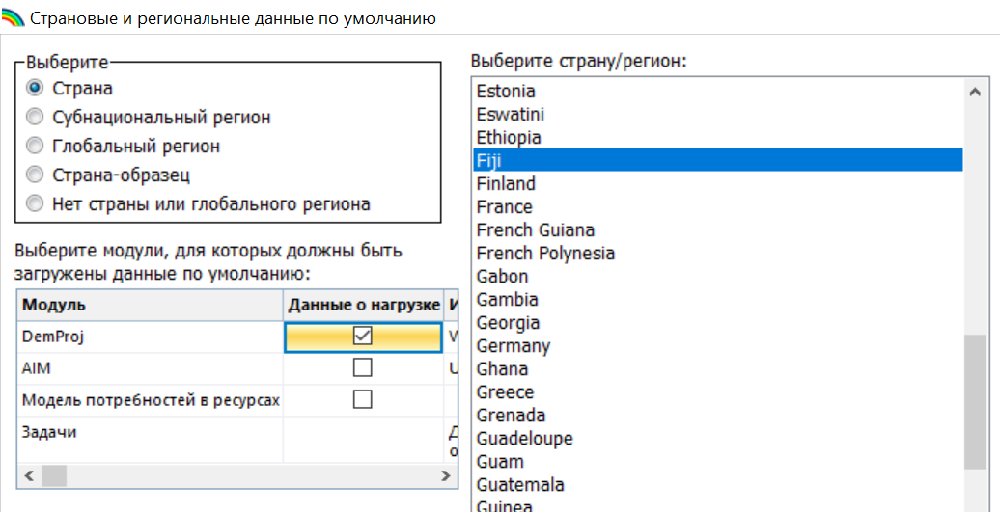 Страновые и региональные данные по умолчанию
Выберите
Страна
Субнациональный регион
Глобальный регион
Страна-образец
Нет страны или глобального региона
Выберите модули, для которых должны быть
загружены данные по умолчанию:
Модуль Данные о нагрузке
DemProj
AIM
Модель потребностей в ресурсах
Задачи
Выберите страну/регион:
Estonia
Eswatini
Ethiopia
Fiji
Finland
France
French Guiana
French Polynesia
Gabon
Gambia
Georgia
Germany
Ghana
Greece
Grenada
Guadeloupe
Guam
Guatemala
Guinea